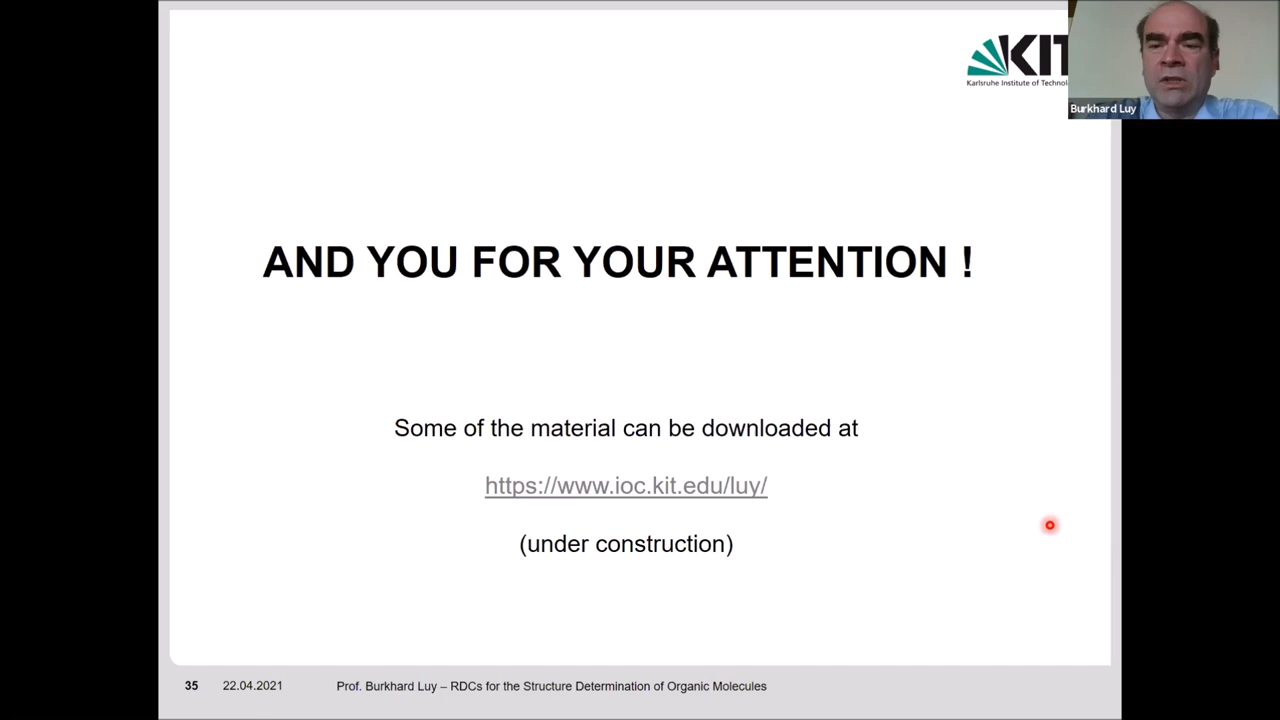 KIT
Karlsruhe Institute of Technolo
Burkhard Luy
AND YOU FOR YOUR ATTENTION !
Some of the material can be downloaded at
https://www.ioc.kit.edu/luy/
(under construction)
35 22.04.2021 Prof. Burkhard Luy – RDCs for the Structure Determination of Organic Molecules